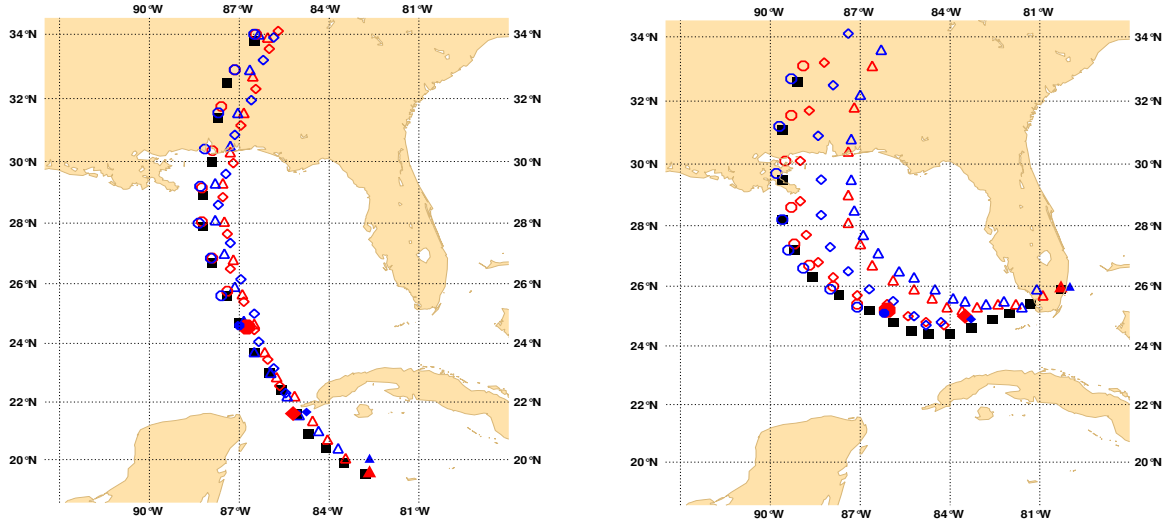 90°W 87°W 84°W 81°W
90°W 87°W 84°W 81°W
34°N 34°N 34°N 34°N
32°N 32°N 32°N 32°N
30°N 30°N 30°N 30°N
28°N 28°N 28°N 28°N
26°N 26°N 26°N 26°N
24°N 24°N 24°N 24°N
22°N 22°N 22°N 22°N
20°N 20°N 20°N 20°N
90°W 87°W 84°W 81°W
90°W 87°W 84°W 81°W